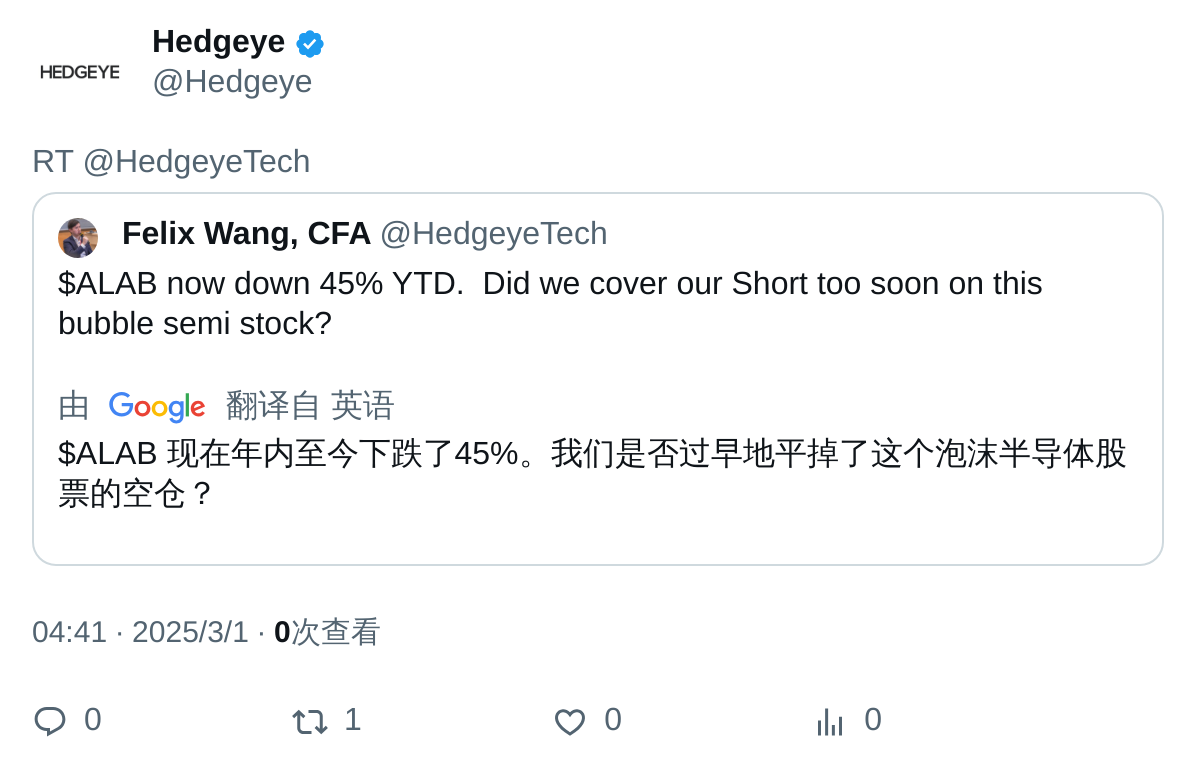 Hedgeye
HEDGEYE
@Hedgeye
RT @HedgeyeTech
Felix Wang, CFA @HedgeyeTech
$ALAB now down 45% YTD.  Did we cover our Short too soon on this
bubble semi stock?
由 Google 翻译自 英语
$ALAB 现在年内至今下跌了45%。我们是否过早地平掉了这个泡沫半导体股
票的空仓？
04:41 · 2025/3/1 · 0次查看
0 1 0 0